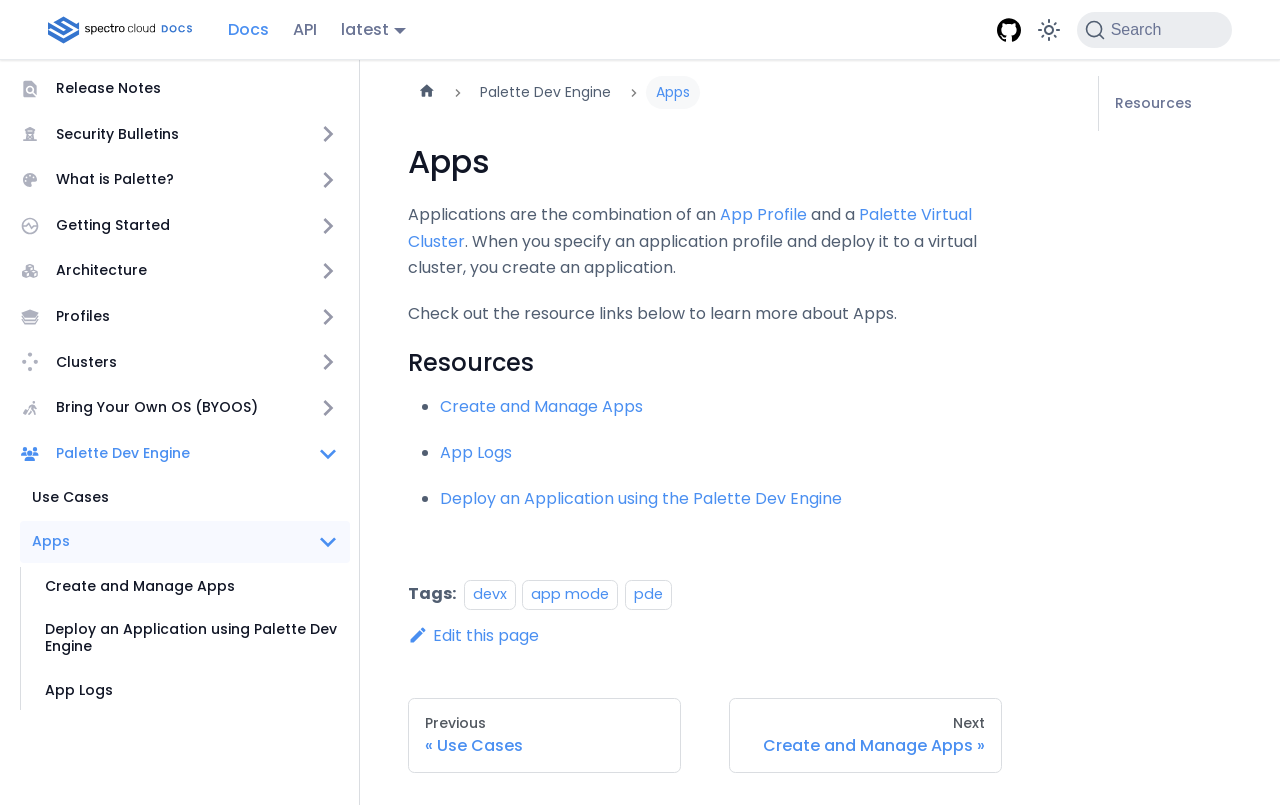 spectro cloud DOCS
Docs
API
latest
Search
Release Notes
Security Bulletins
What is Palette?
Getting Started
Architecture
Profiles
Clusters
Bring Your Own OS (BYOOS)
Palette Dev Engine
Use Cases
Apps
Create and Manage Apps
Deploy an Application using Palette Dev
Engine
App Logs
Palette Dev Engine
Apps
Apps
Applications are the combination of an App Profile and a Palette Virtual
Cluster. When you specify an application profile and deploy it to a virtual
cluster, you create an application.
Check out the resource links below to learn more about Apps.
Resources
Create and Manage Apps
App Logs
Deploy an Application using the Palette Dev Engine
Tags: devx app mode pde
Edit this page
Previous
« Use Cases
Next
Create and Manage Apps »
Resources